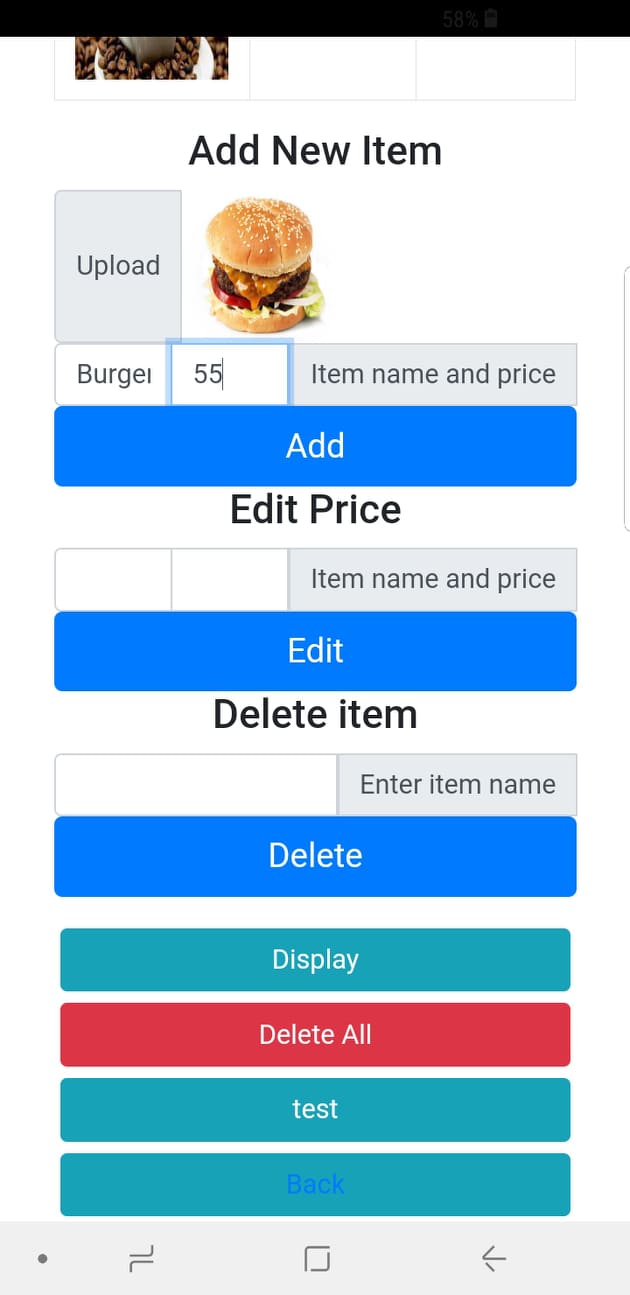 58%
Add New Item
Upload
Burger 55 Item name and price
Add
Edit Price
Item name and price
Edit
Delete item
Enter item name
Delete
Display
Delete All
test
Back